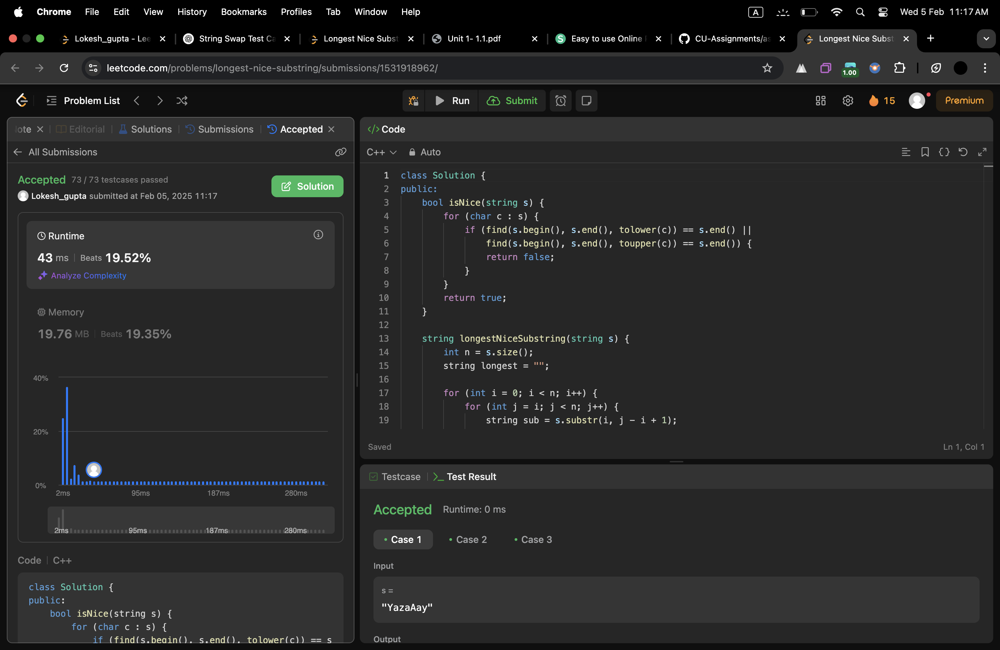 Chrome File Edit View History Bookmarks Profiles Tab Window Help A Wed 5 Feb 11:17 AM
Lokesh_gupta - Lee String Swap Test Ca Longest Nice Subst Unit 1- 1.1.pdf Easy to use Online CU-Assignments/as Longest Nice Subst
leetcode.com/problems/longest-nice-substring/submissions/1531918962/ 1.00
Problem List Run Submit 15 Premium
lote Editorial Solutions Submissions Accepted
All Submissions
Accepted 73 / 73 testcases passed
Lokesh_gupta submitted at Feb 05, 2025 11:17
Solution
Runtime
43 ms Beats 19.52%
Analyze Complexity
Memory
19.76 MB Beats 19.35%
40%
20%
0%
2ms 95ms 187ms 280ms
2ms 95ms 187ms 280ms
Code C++
class Solution {
public:
bool isNice(string s) {
for (char c : s) {
if (find(s.begin(), s.end(), tolower(c)) == s
</> Code
C++ Auto
1 class Solution {
2 public:
3 bool isNice(string s) {
4 for (char c : s) {
5 if (find(s.begin(), s.end(), tolower(c)) == s.end() ||
6 find(s.begin(), s.end(), toupper(c)) == s.end()) {
7 return false;
8 }
9 }
10 return true;
11 }
12
13 string longestNiceSubstring(string s) {
14 int n = s.size();
15 string longest = "";
16
17 for (int i = 0; i < n; i++) {
18 for (int j = i; j < n; j++) {
19 string sub = s.substr(i, j - i + 1);
Saved Ln 1, Col 1
Testcase Test Result
Accepted Runtime: 0 ms
Case 1 Case 2 Case 3
Input
s =
"YazaAay"
Output